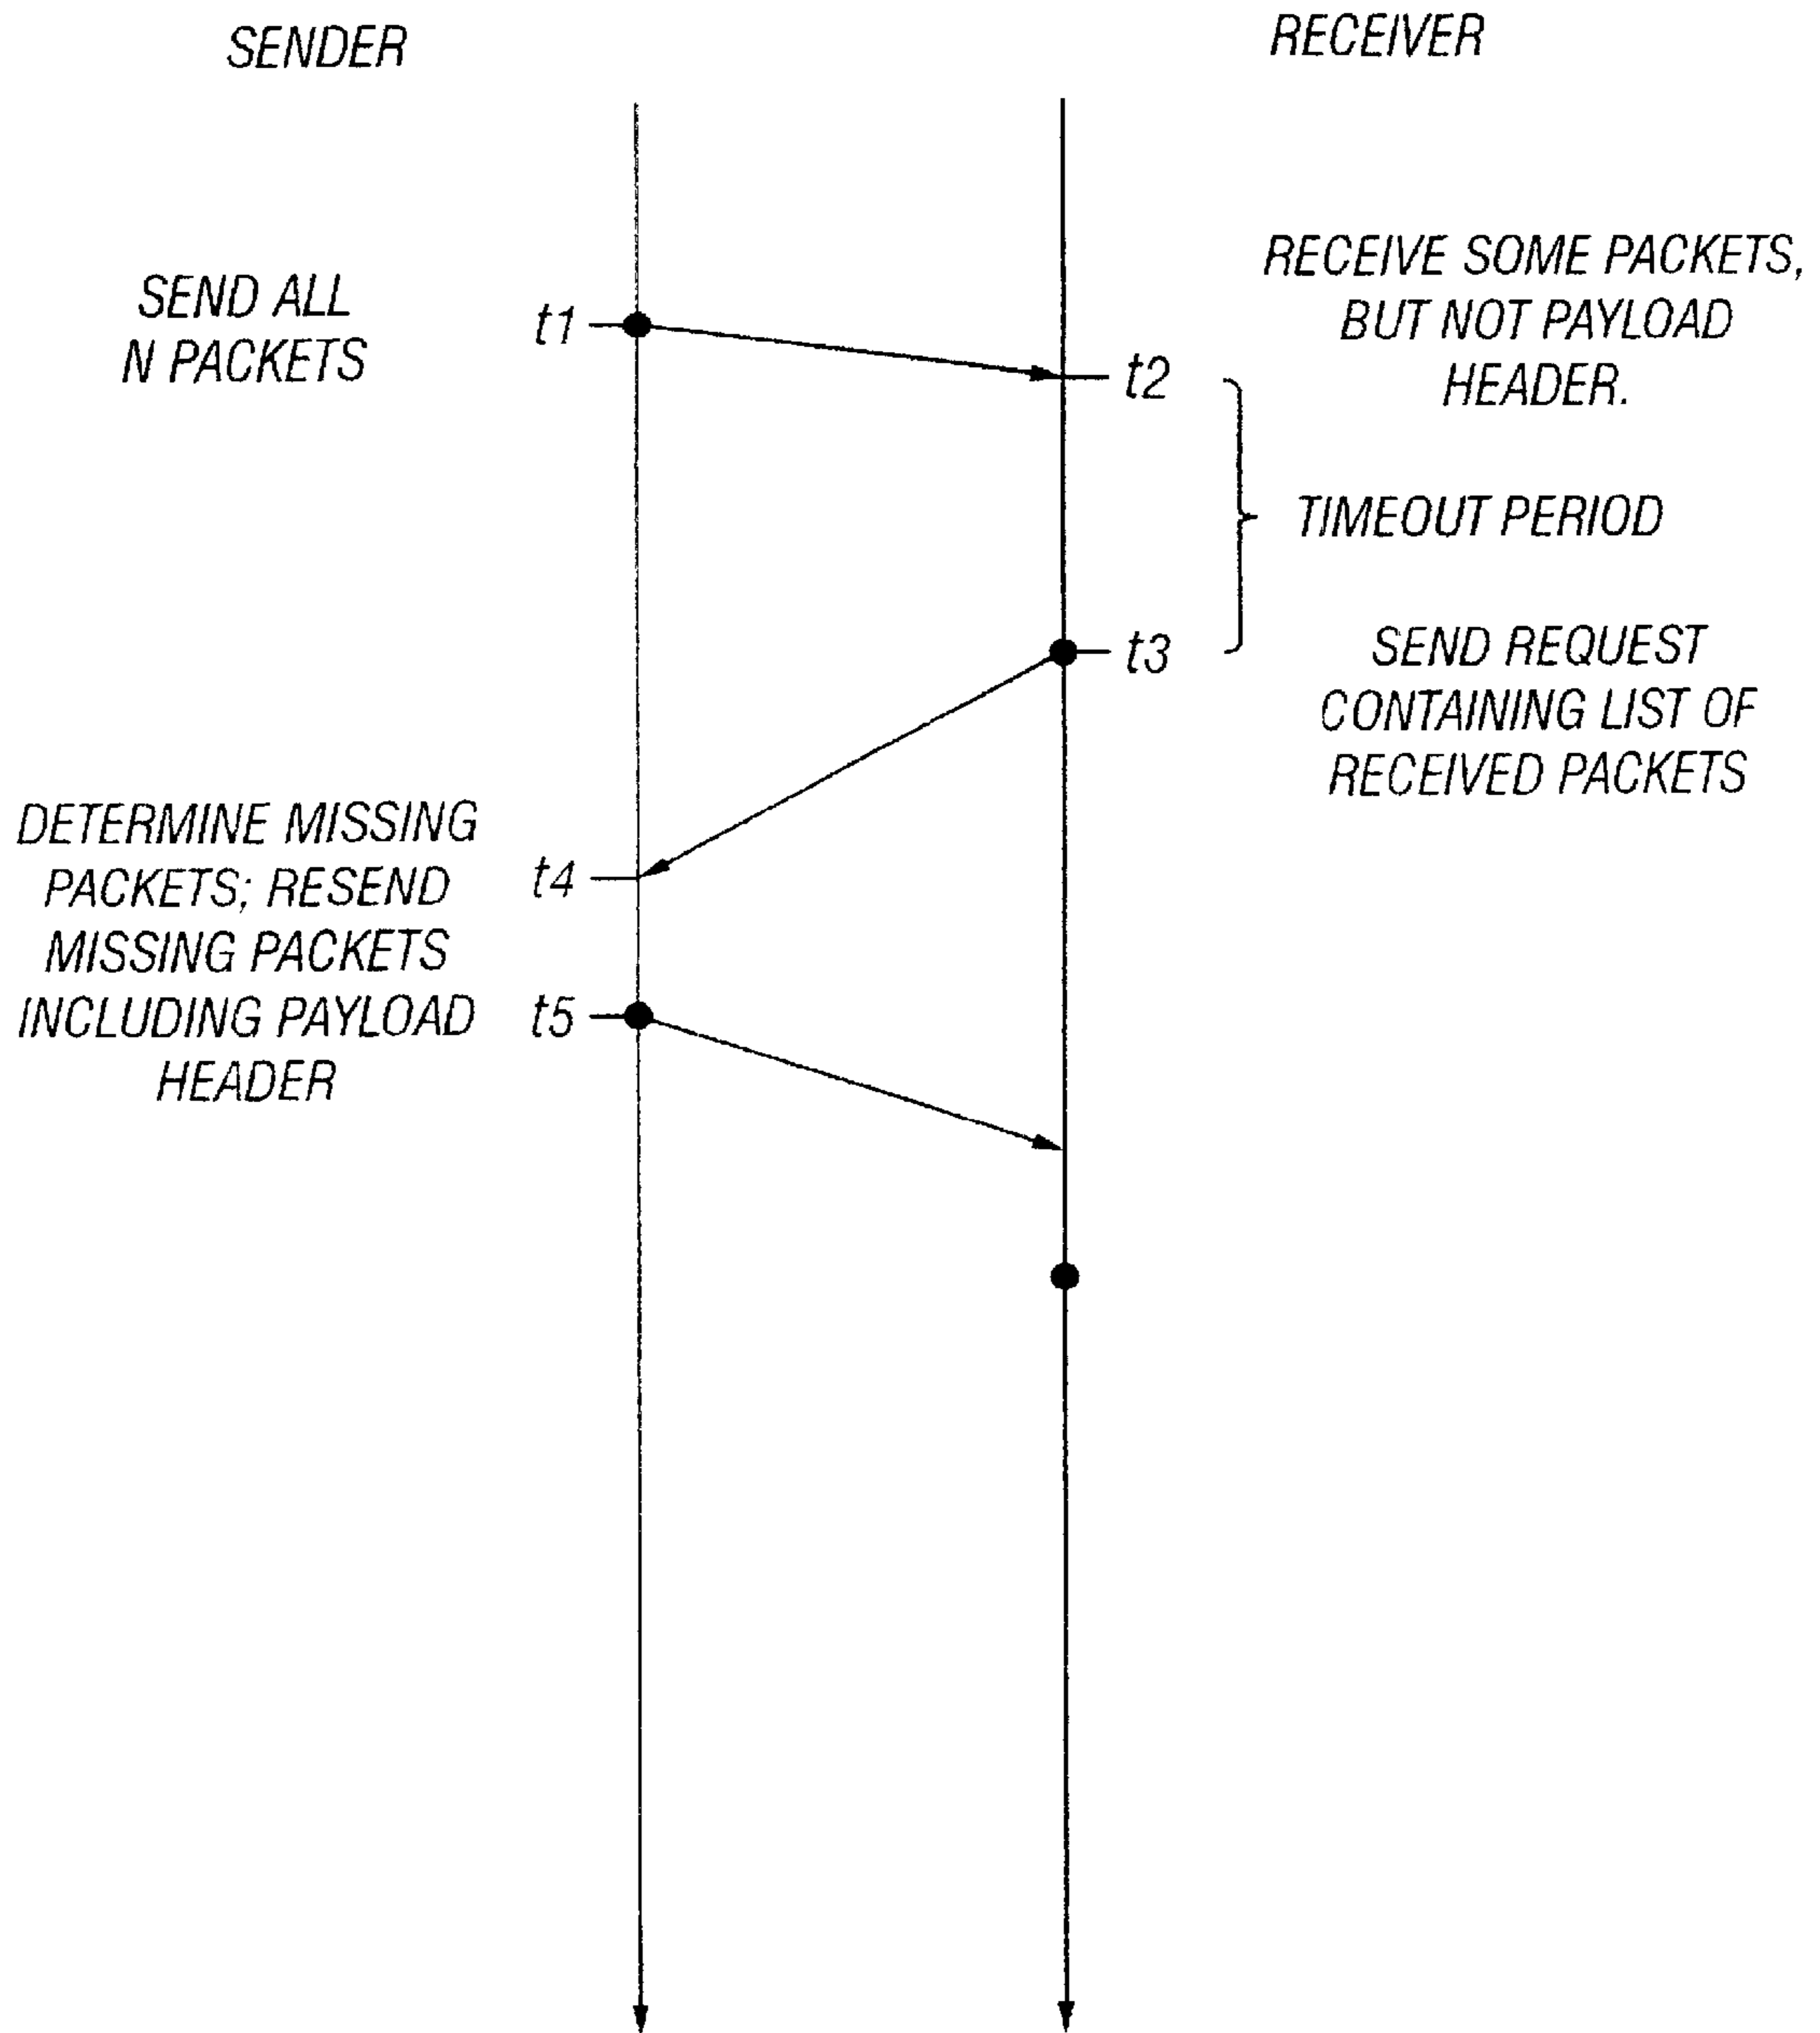 SENDER
RECEIVER
SEND ALL
N PACKETS
t1
t2
RECEIVE SOME PACKETS,
BUT NOT PAYLOAD
HEADER.
TIMEOUT PERIOD
t3
SEND REQUEST
CONTAINING LIST OF
RECEIVED PACKETS
DETERMINE MISSING
PACKETS; RESEND
MISSING PACKETS
INCLUDING PAYLOAD
HEADER
t4
t5